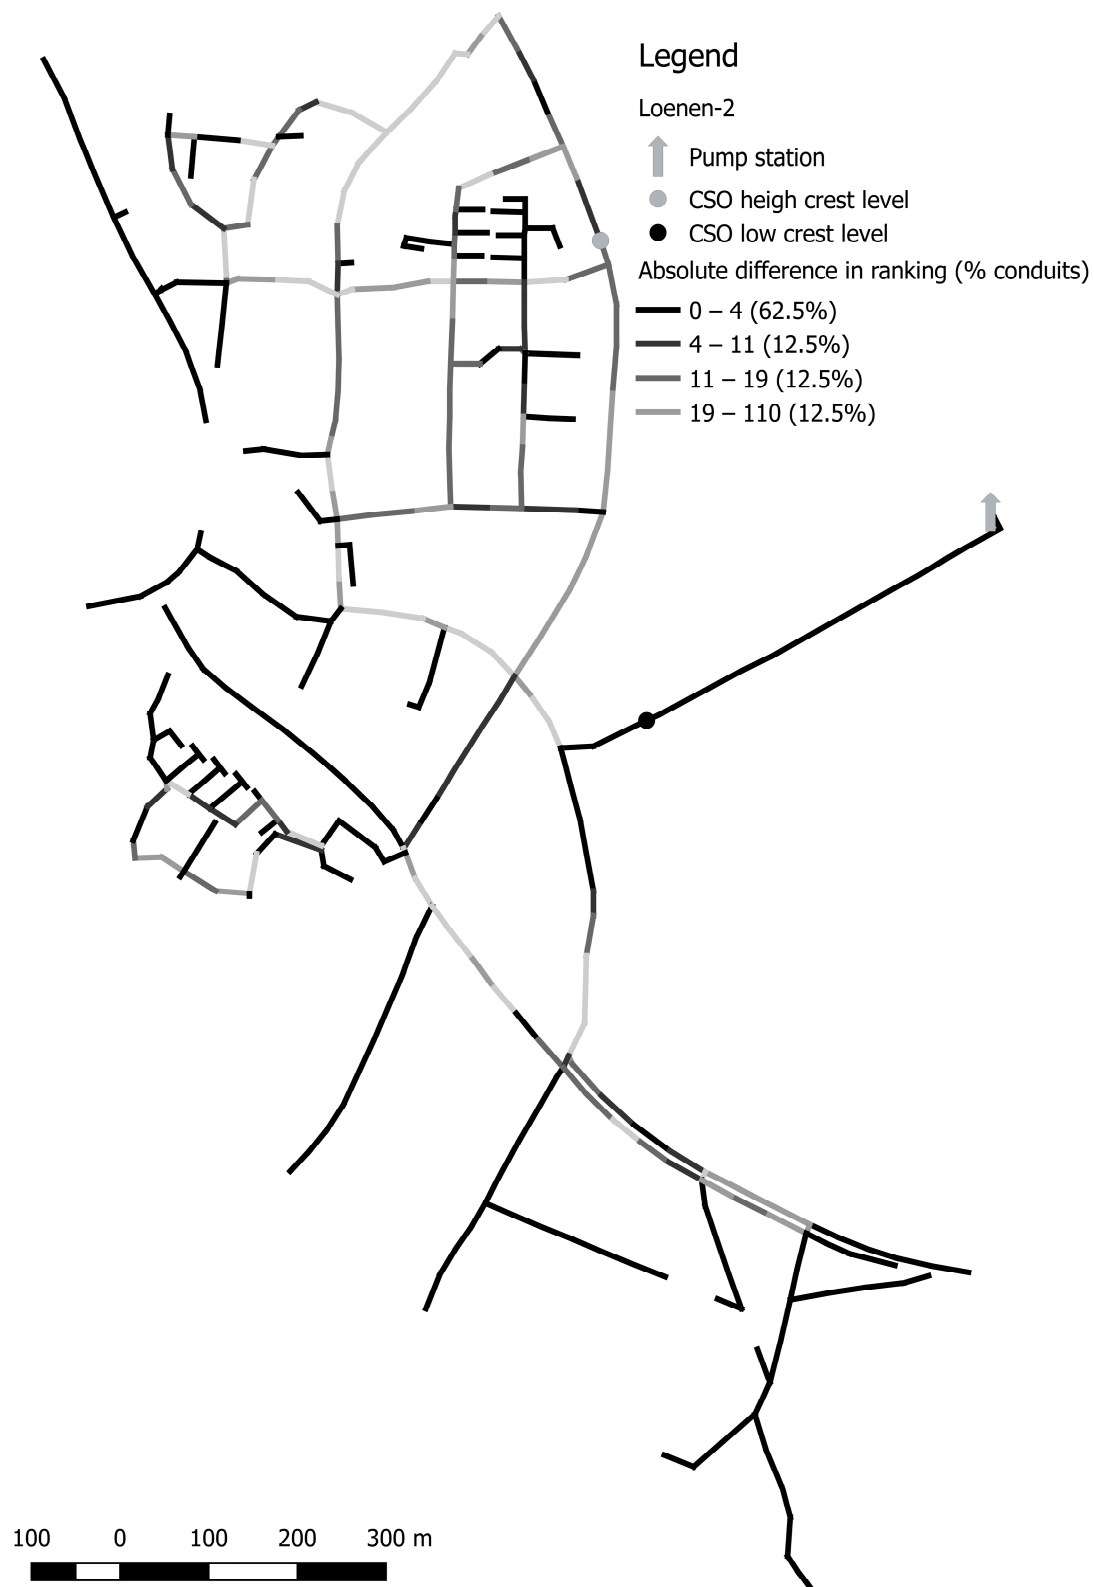 Legend
Loenen-2
Pump station
CSO heigh crest level
CSO low crest level
Absolute difference in ranking (% conduits)
0 – 4 (62.5%)
4 – 11 (12.5%)
11 – 19 (12.5%)
19 – 110 (12.5%)
100 0 100 200 300 m